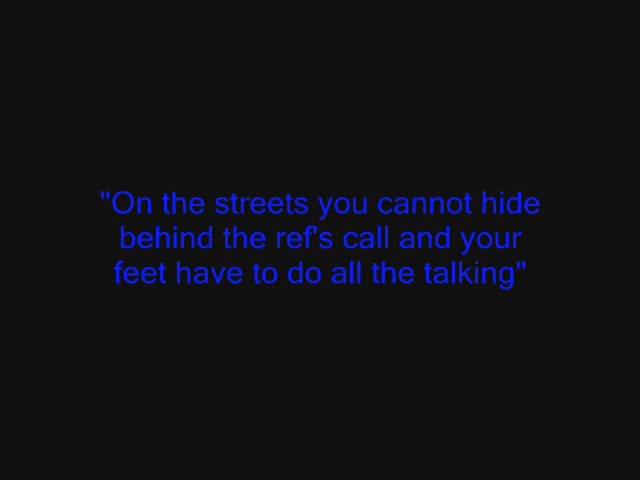 "On the streets you cannot hide
behind the ref's call and your
feet have to do all the talking"